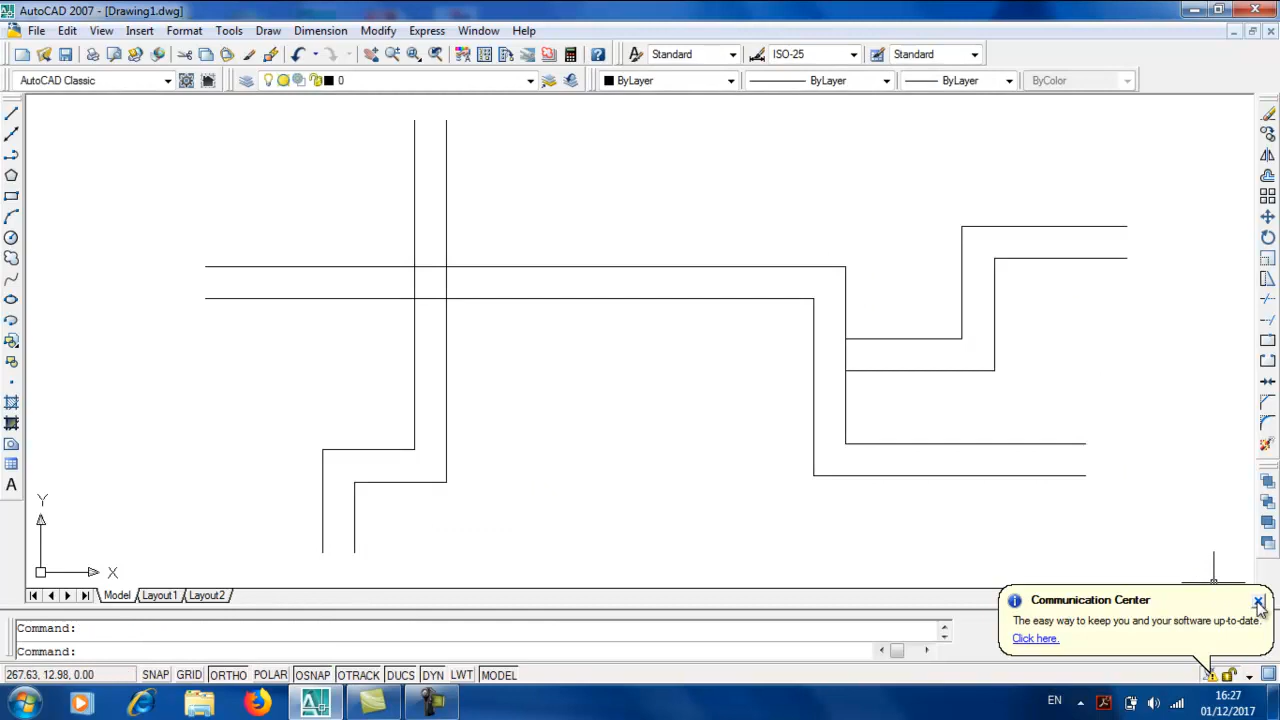 AutoCAD 2007 - [Drawing1.dwg]
File Edit View Insert Format Tools Draw Dimension Modify Express Window Help
Standard ISO-25 Standard
AutoCAD Classic 0 ByLayer ByLayer ByLayer ByColor
Y
X
A
Model Layout1 Layout2
Command:
Command:
Communication Center
The easy way to keep you and your software up-to-date.
Click here.
267.63, 12.98, 0.00 SNAP GRID ORTHO POLAR OSNAP OTRACK DUCS DYN LWT MODEL
EN 16:27
01/12/2017